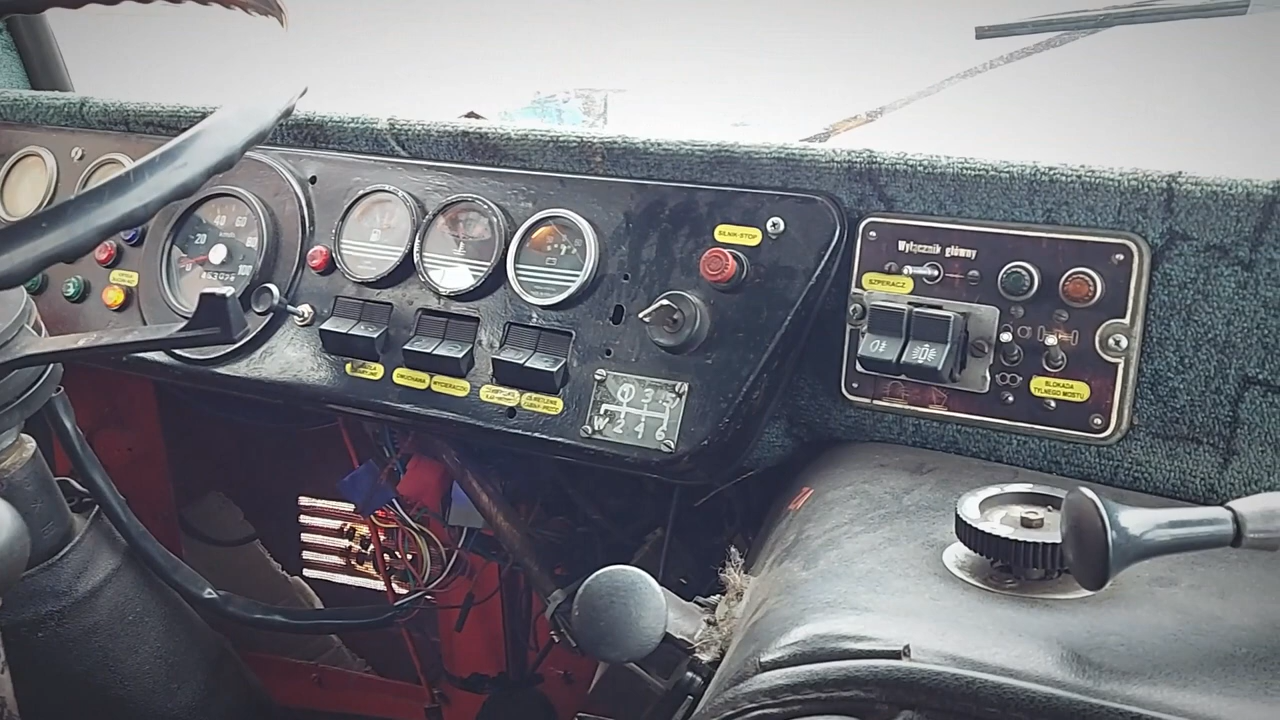 20 40 60 80 100
km/h
SILNIK-STOP
Wyłącznik główny
SZPERACZ
BLOKADA
TYLNEGO MOSTU
DMUCHAWA
WYCIERACZKI
1 3 5
W 2 4 6